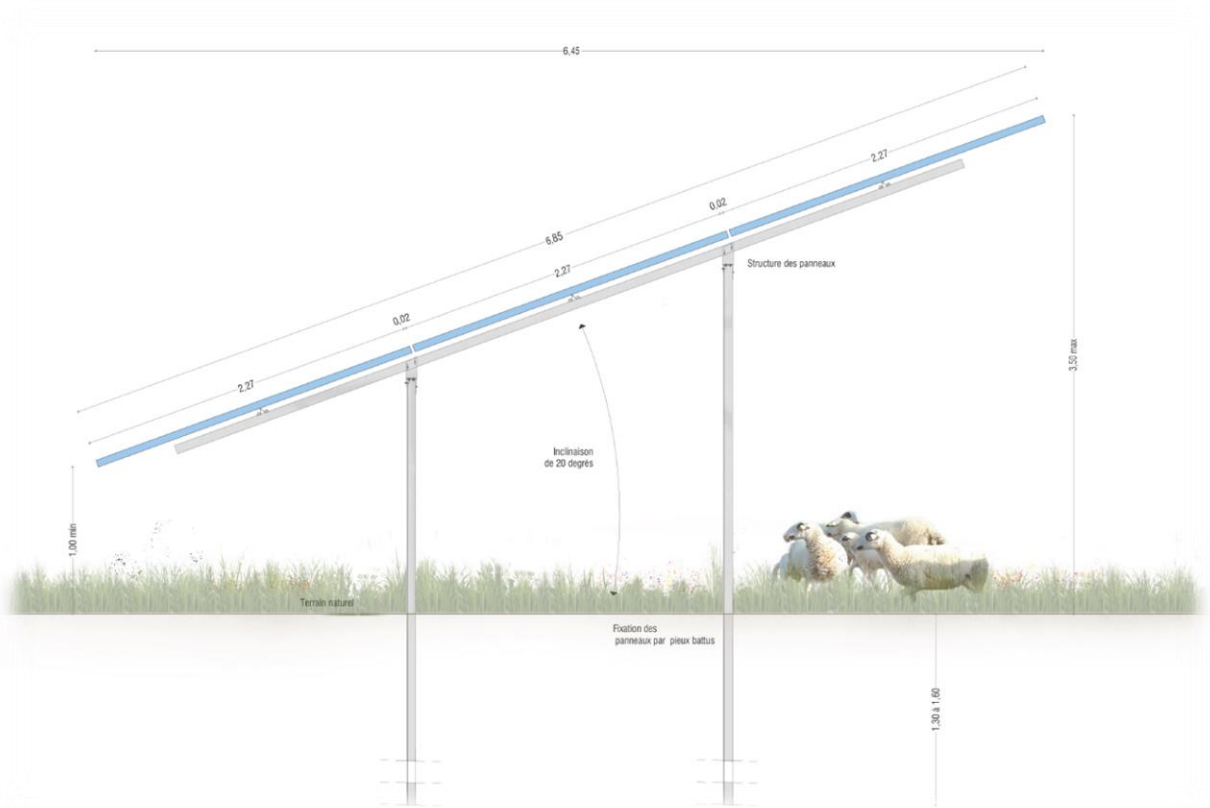 6,45
2,27
0,02
6,85
2,27
0,02
2,27
Structure des panneaux
3,50 max
Inclinaison
de 20 degrés
1,00 min
Terrain naturel
Fixation des
panneaux par pieux battus
1,30 à 1,60